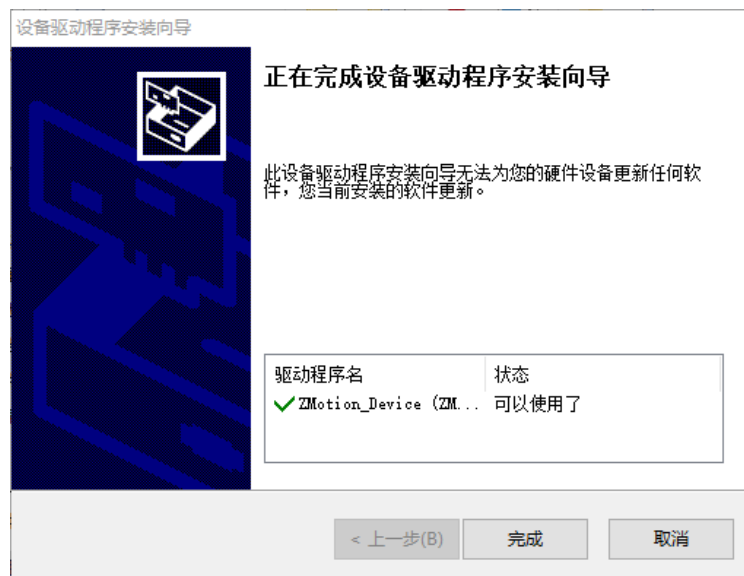 设备驱动程序安装向导
正在完成设备驱动程序安装向导
此设备驱动程序安装向导无法为您的硬件设备更新任何软
件，您当前安装的软件更新。
驱动程序名 状态
ZMotion_Device (ZM... 可以使用了
< 上一步(B) 完成 取消